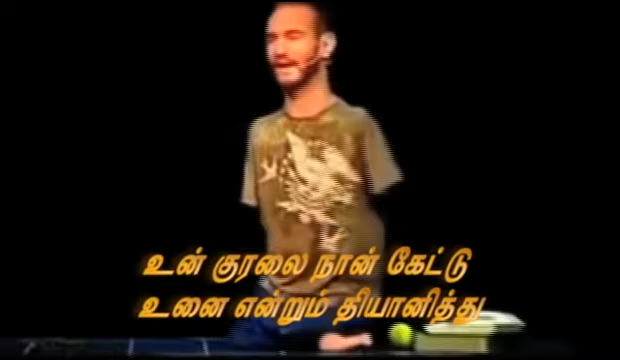 உன் குரலை நான் கேட்டு
உனை என்றும் தியானித்து